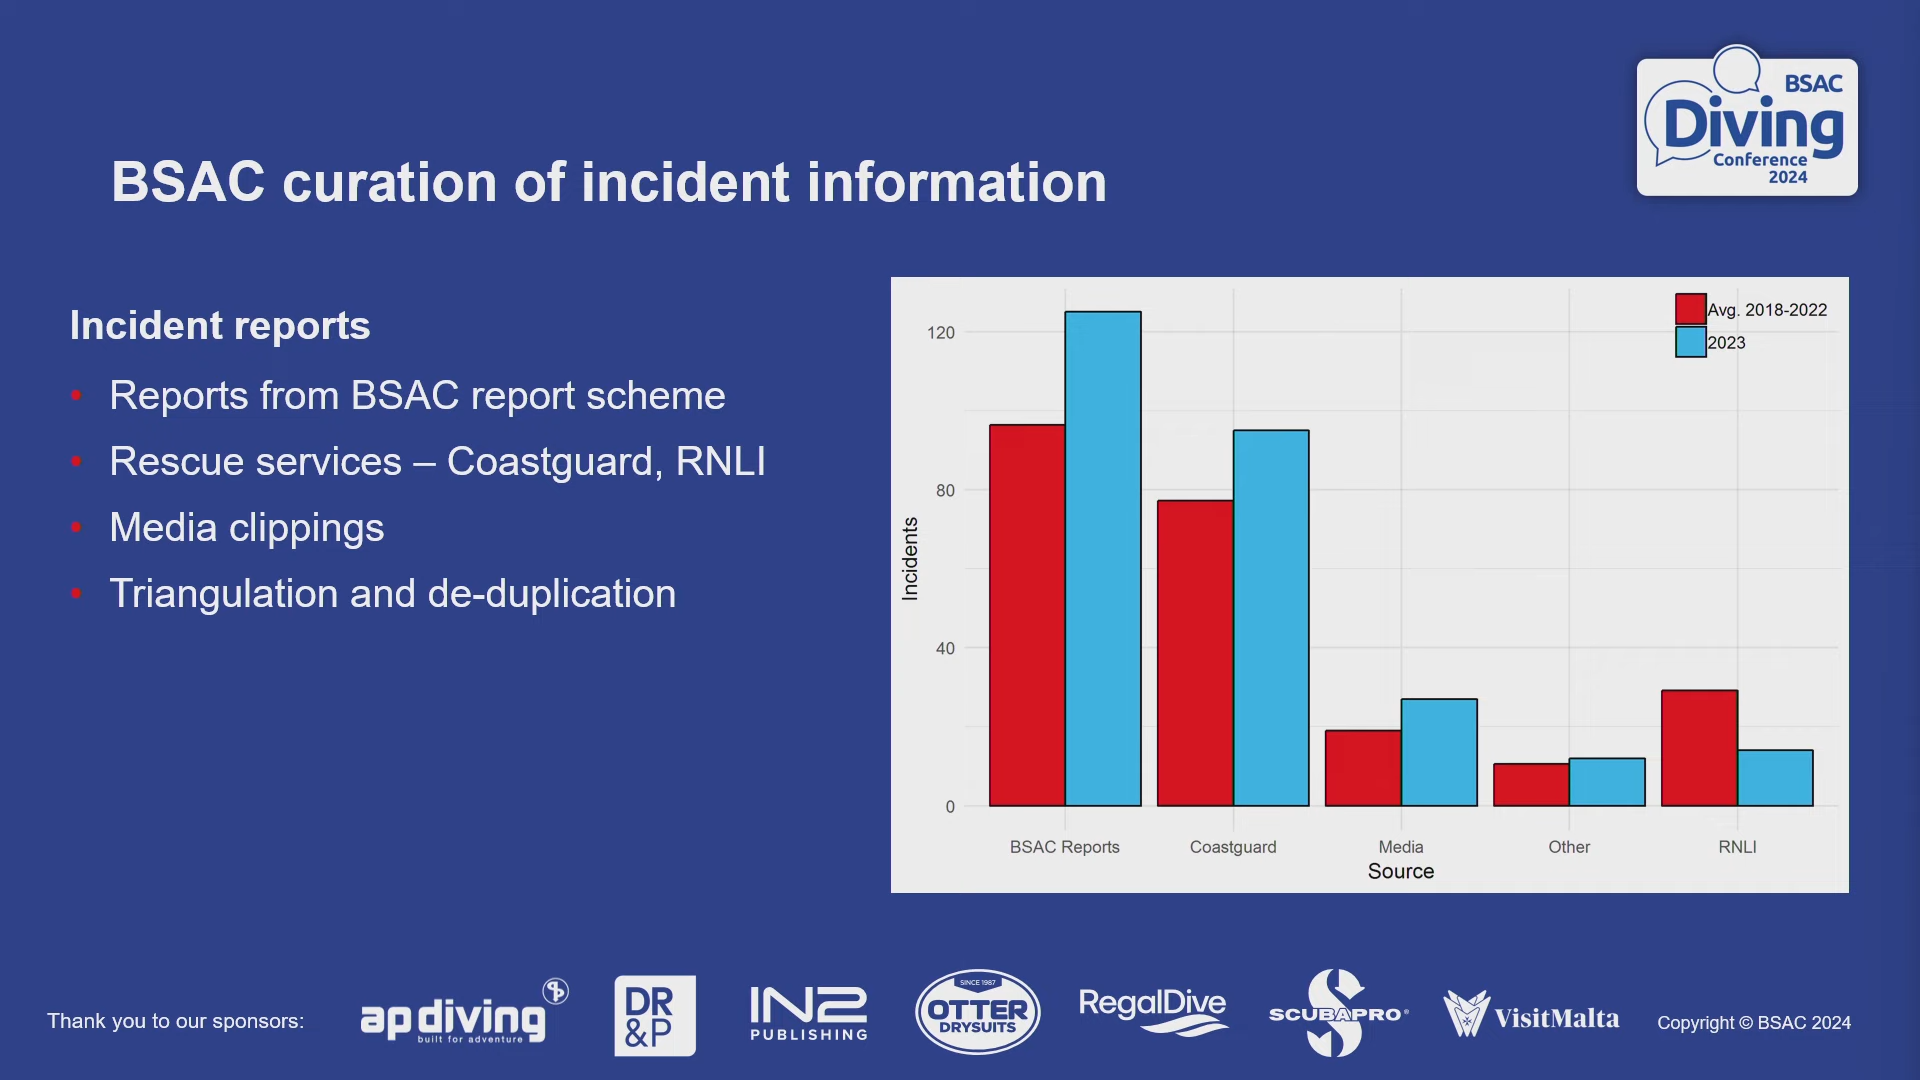 BSAC
Diving
Conference
2024
BSAC curation of incident information
Incident reports
• Reports from BSAC report scheme
• Rescue services – Coastguard, RNLI
• Media clippings
• Triangulation and de-duplication
Avg. 2018-2022
2023
120
80
40
0
Incidents
BSAC Reports
Coastguard
Media
Other
RNLI
Source
Thank you to our sponsors:
ap diving
built for adventure
DR
&P
IN2
PUBLISHING
SINCE 1987
OTTER
DRYSUITS
RegalDive
SCUBAPRO®
VisitMalta
Copyright © BSAC 2024